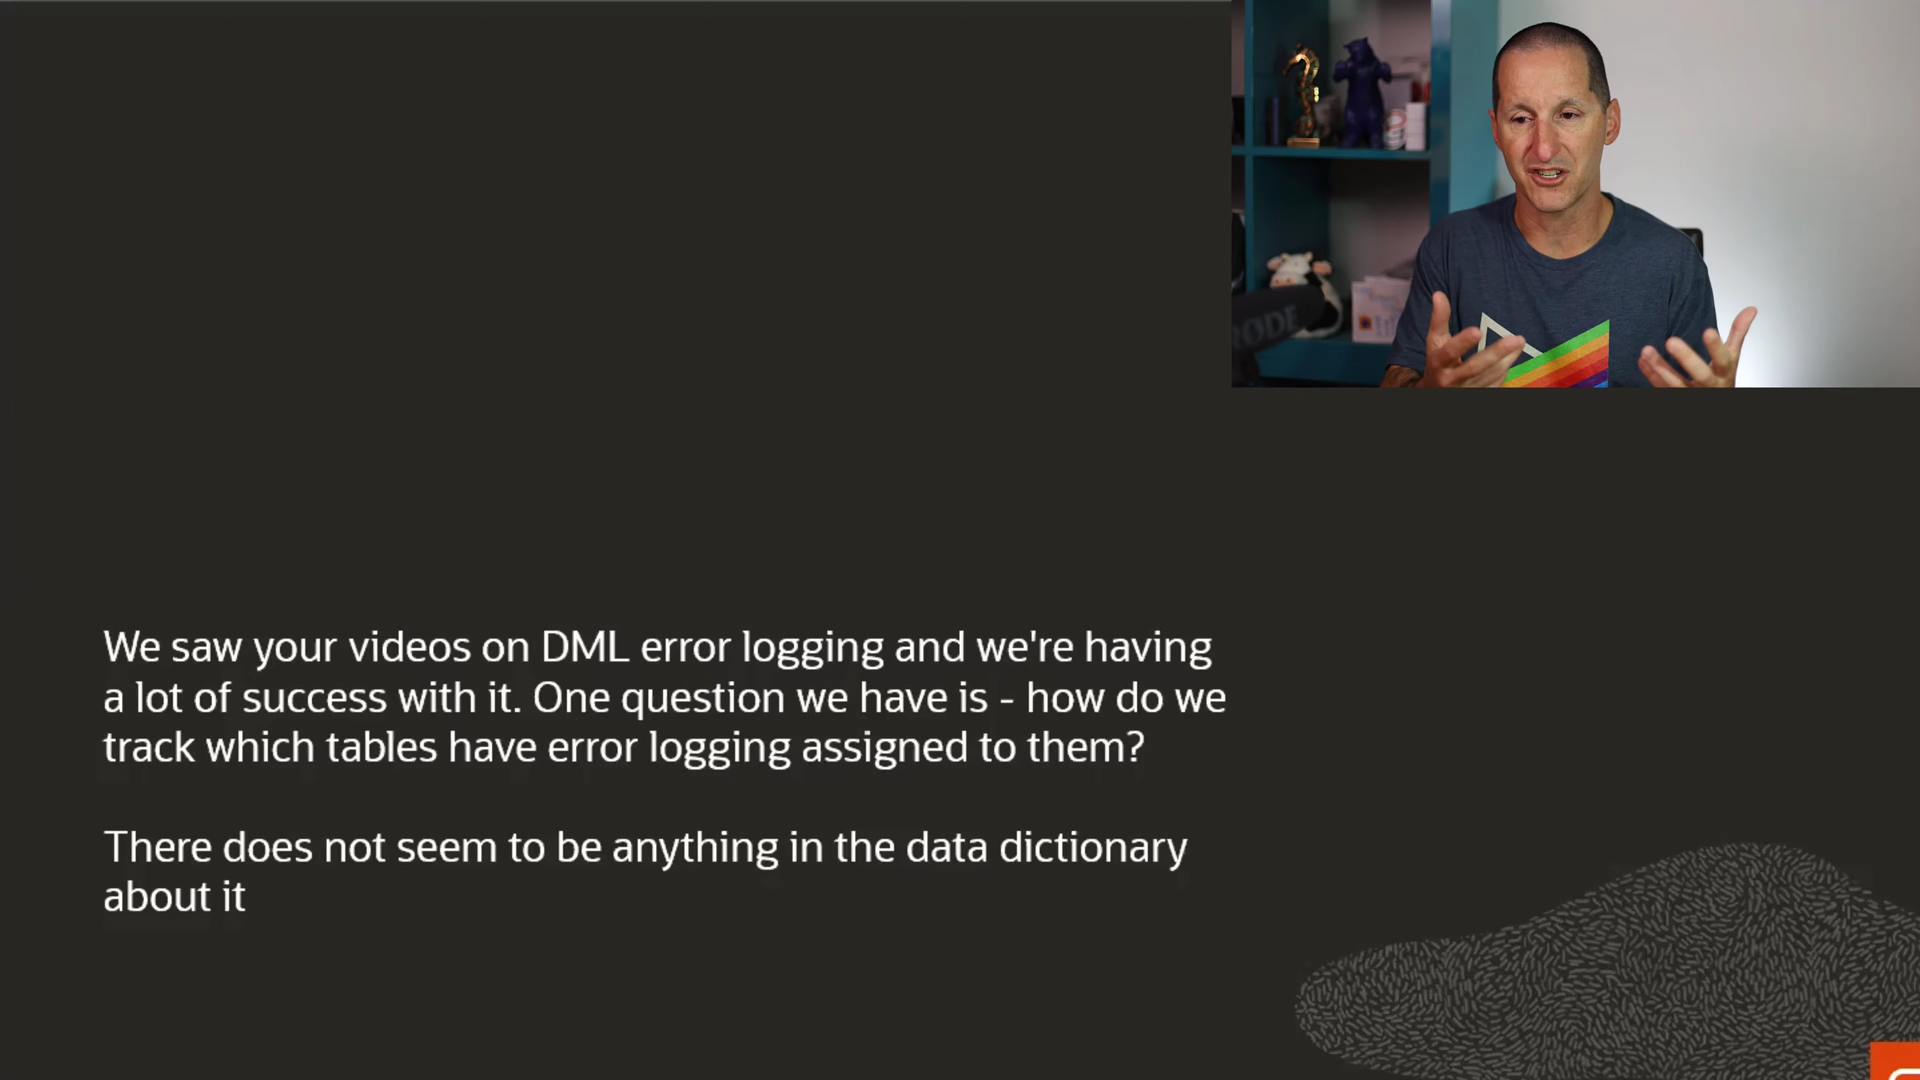 RØDE
We saw your videos on DML error logging and we're having
a lot of success with it. One question we have is - how do we
track which tables have error logging assigned to them?
There does not seem to be anything in the data dictionary
about it